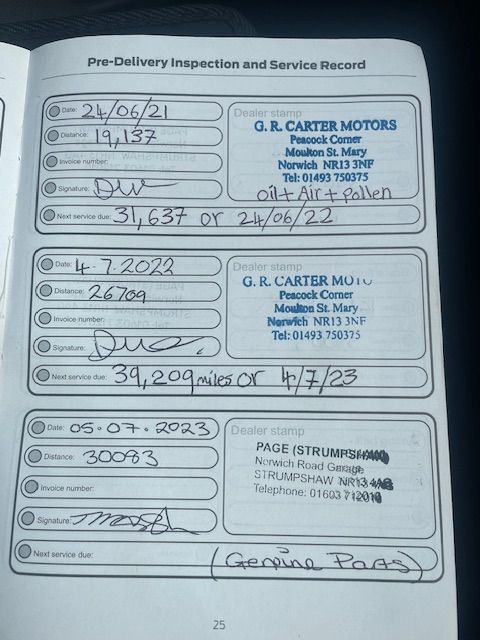 Pre-Delivery Inspection and Service Record
Date: 24/06/21
Distance: 19,137
Invoice number:
Signature:
Next service due: 31,637 or 24/06/22
Dealer stamp
G. R. CARTER MOTORS
Peacock Corner
Moulton St. Mary
Norwich NR13 3NF
Tel: 01493 750375
Oil + Air + Pollen
Date: 4.7.2022
Distance: 26709
Invoice number:
Signature:
Next service due: 39,209 miles or 4/7/23
Dealer stamp
G. R. CARTER
Peacock Corner
Moulton St. Mary
Norwich NR13 3NF
Tel: 01493 750375
Date: 05.07.2023
Distance: 30083
Invoice number:
Signature:
Next service due:
Dealer stamp
PAGE
Norwich Road Garage
STRUMPSHAW NR13
Telephone: 01603
(Genuine Parts)
25